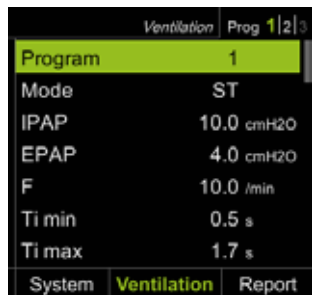 Ventilation Prog 1|2|3
Program 1
Mode ST
IPAP 10.0 cmH2O
EPAP 4.0 cmH2O
F 10.0 /min
Ti min 0.5 s
Ti max 1.7 s
System Ventilation Report